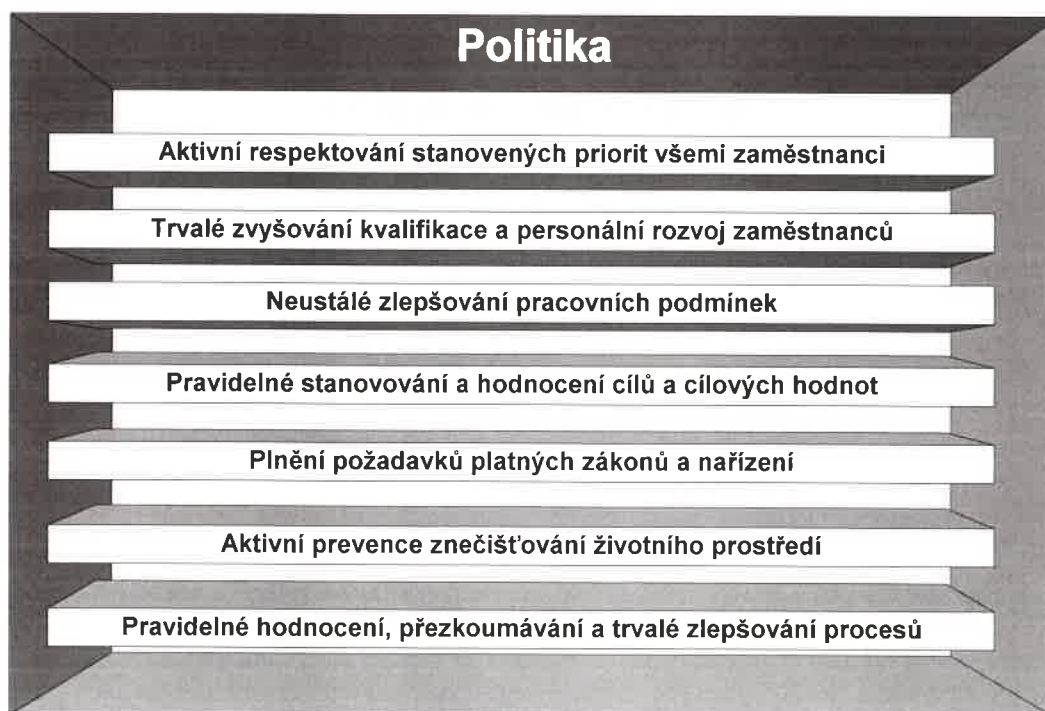 Politika
Aktivní respektování stanovených priorit všemi zaměstnanci
Trvalé zvyšování kvalifikace a personální rozvoj zaměstnanců
Neustálé zlepšování pracovních podmínek
Pravidelné stanovování a hodnocení cílů a cílových hodnot
Plnění požadavků platných zákonů a nařízení
Aktivní prevence znečišťování životního prostředí
Pravidelné hodnocení, přezkoumávání a trvalé zlepšování procesů